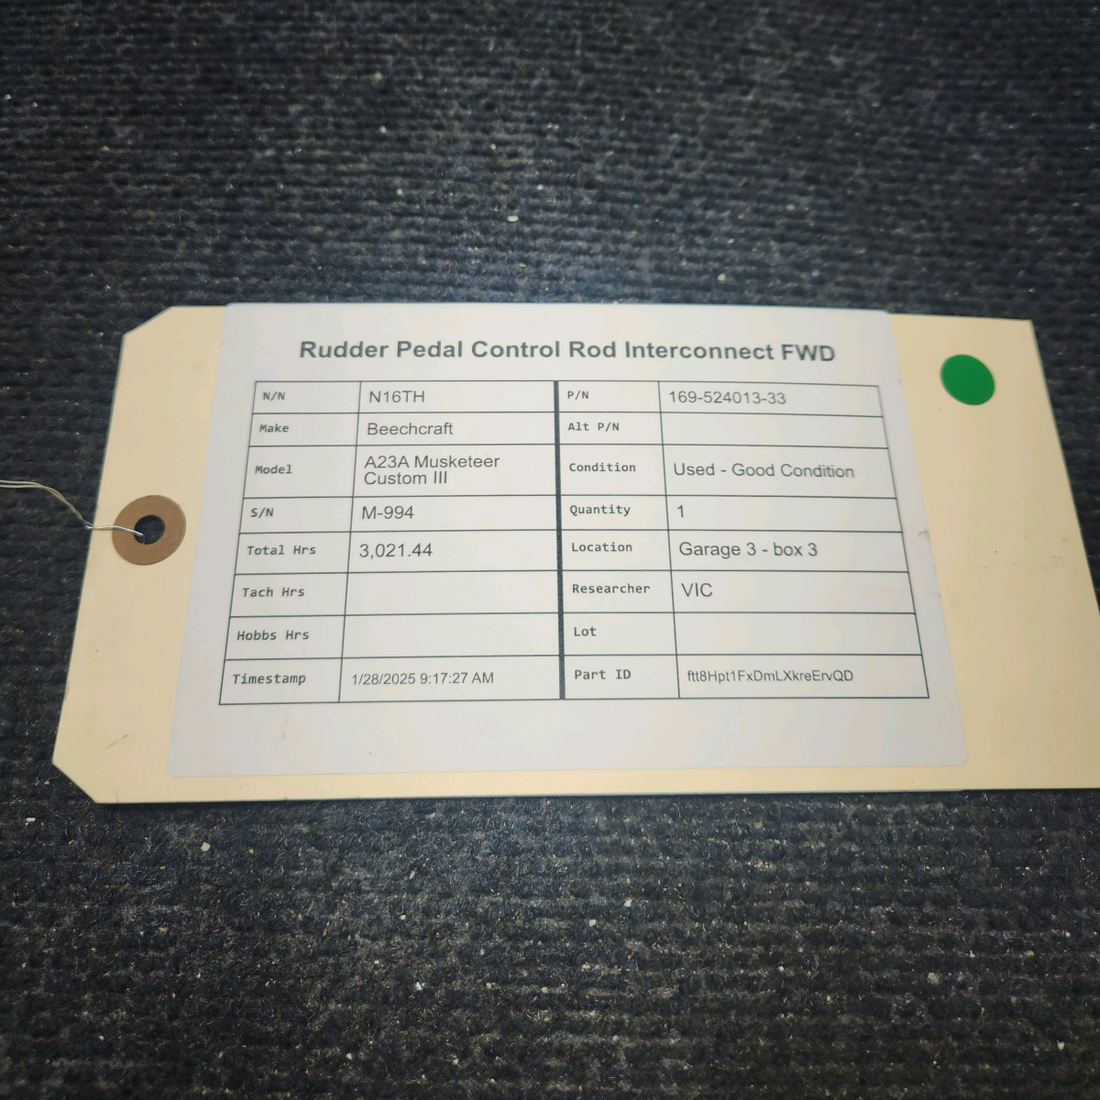 Rudder Pedal Control Rod Interconnect FWD
N/N N16TH P/N 169-524013-33
Make Beechcraft Alt P/N
Model A23A Musketeer Custom III Condition Used - Good Condition
S/N M-994 Quantity 1
Total Hrs 3,021.44 Location Garage 3 - box 3
Tach Hrs Researcher VIC
Hobbs Hrs Lot
Timestamp 1/28/2025 9:17:27 AM Part ID ftt8Hpt1FxDmLXkreErvQD